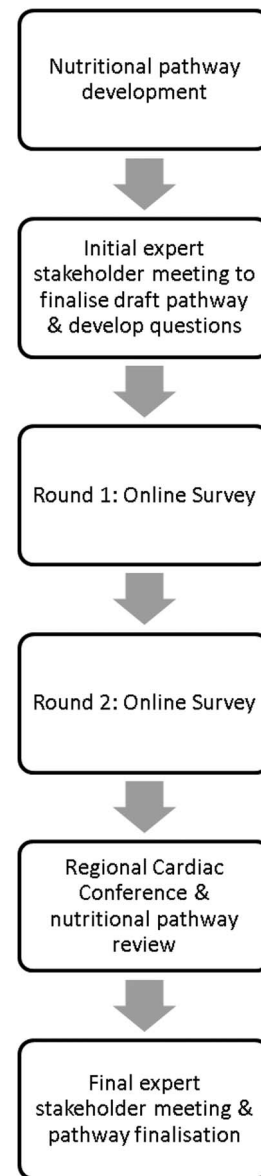 Nutritional pathway
development
Initial expert
stakeholder meeting to
finalise draft pathway
& develop questions
Round 1: Online Survey
Round 2: Online Survey
Regional Cardiac
Conference &
nutritional pathway
review
Final expert
stakeholder meeting &
pathway finalisation